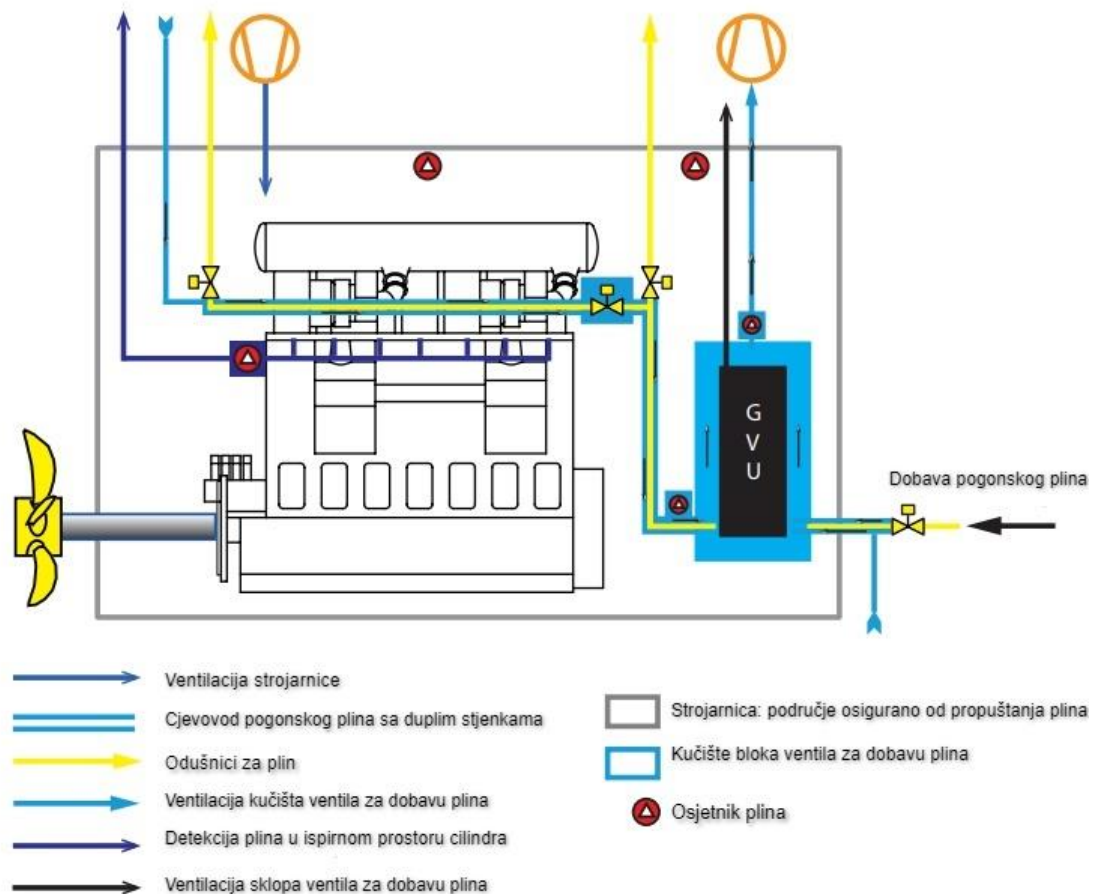 G
V
U
Dobava pogonskog plina
Ventilacija strojarnice
Cjevovod pogonskog plina sa duplim stjenkama
Odušnici za plin
Ventilacija kučišta ventila za dobavu plina
Detekcija plina u ispirnom prostoru cilindra
Ventilacija sklopa ventila za dobavu plina
Strojarnica: područje osigurano od propuštanja plina
Kučište bloka ventila za dobavu plina
Osjetnik plina